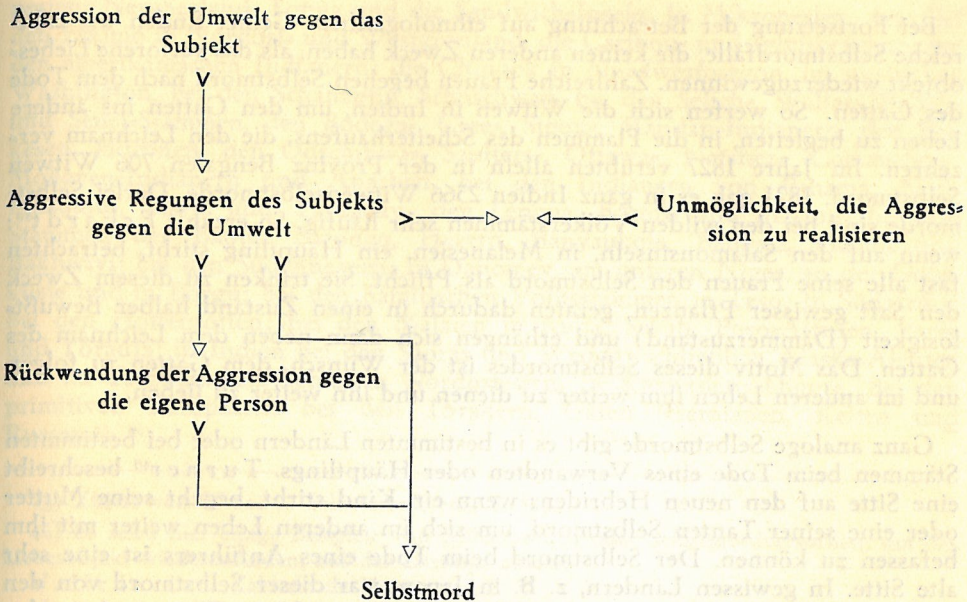 Aggression der Umwelt gegen das
Subjekt
Aggressive Regungen des Subjekts
gegen die Umwelt
Unmöglichkeit, die Aggres-
sion zu realisieren
Rückwendung der Aggression gegen
die eigene Person
Selbstmord